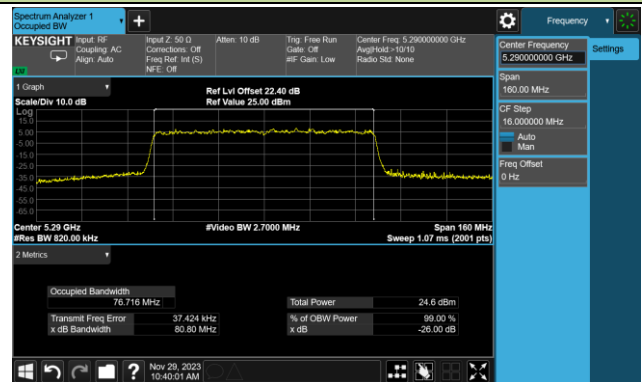 Spectrum Analyzer 1
Occupied BW
Frequency
KEYSIGHT
Input: RF
Coupling: AC
Align: Auto
Input Z: 50 Ω
Corrections: Off
Freq Ref: Int (S)
NFE: Off
Atten: 10 dB
Trig: Free Run
Gate: Off
#IF Gain: Low
Center Freq: 5.290000000 GHz
Avg|Hold:>10/10
Radio Std: None
Center Frequency
5.290000000 GHz
Settings
Span
160.00 MHz
CF Step
16.000000 MHz
Auto
Man
Freq Offset
0 Hz
1 Graph
Scale/Div 10.0 dB
Ref Lvl Offset 22.40 dB
Ref Value 25.00 dBm
Log
15.0
5.00
-5.00
-15.0
-25.0
-35.0
-45.0
-55.0
-65.0
Center 5.29 GHz
#Video BW 2.7000 MHz
Span 160 MHz
#Res BW 820.00 kHz
Sweep 1.07 ms (2001 pts)
2 Metrics
Occupied Bandwidth
76.716 MHz
Total Power
24.6 dBm
Transmit Freq Error
37.424 kHz
% of OBW Power
99.00 %
x dB Bandwidth
80.80 MHz
x dB
-26.00 dB
?
Nov 29, 2023
10:40:01 AM